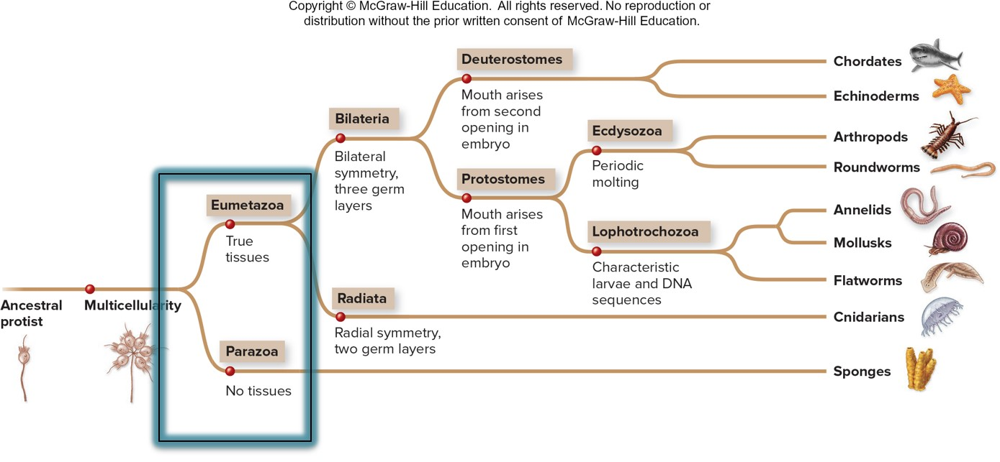 Copyright © McGraw-Hill Education. All rights reserved. No reproduction or
distribution without the prior written consent of McGraw-Hill Education.
Deuterostomes
Mouth arises
from second
opening in
embryo
Chordates
Echinoderms
Bilateria
Bilateral
symmetry,
three germ
layers
Ecdysozoa
Periodic
molting
Arthropods
Roundworms
Protostomes
Mouth arises
from first
opening in
embryo
Eumetazoa
True
tissues
Lophotrochozoa
Characteristic
larvae and DNA
sequences
Annelids
Mollusks
Flatworms
Ancestral
protist
Multicellularity
Radiata
Radial symmetry,
two germ layers
Cnidarians
Parazoa
No tissues
Sponges